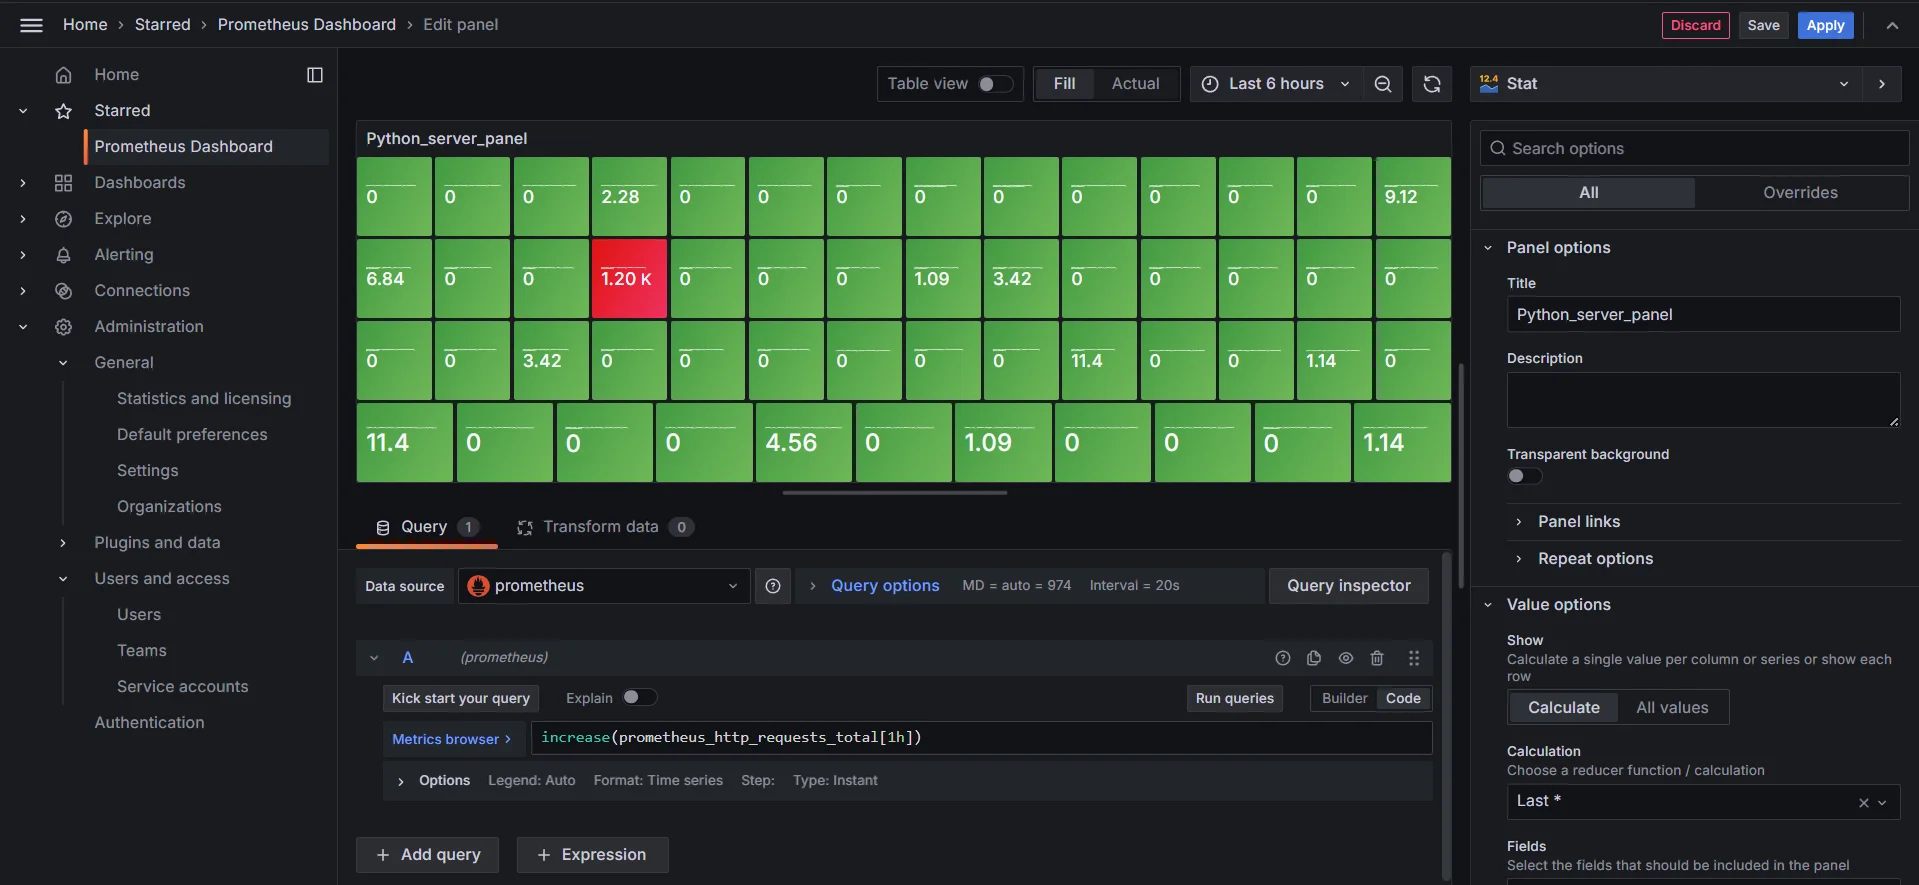 Home › Starred › Prometheus Dashboard › Edit panel
Discard Save Apply
Home
Starred
Prometheus Dashboard
Dashboards
Explore
Alerting
Connections
Administration
General
Statistics and licensing
Default preferences
Settings
Organizations
Plugins and data
Users and access
Users
Teams
Service accounts
Authentication
Table view Fill Actual Last 6 hours
Python_server_panel
0 0 0 2.28 0 0 0 0 0 0 0 0 0 9.12
6.84 0 0 1.20 K 0 0 0 1.09 3.42 0 0 0 0 0
0 0 3.42 0 0 0 0 0 0 11.4 0 0 1.14 0
11.4 0 0 0 4.56 0 1.09 0 0 0 1.14
Query 1 Transform data 0
Data source prometheus › Query options MD = auto = 974 Interval = 20s Query inspector
A (prometheus)
Kick start your query Explain Run queries Builder Code
Metrics browser › increase(prometheus_http_requests_total[1h])
› Options Legend: Auto Format: Time series Step: Type: Instant
+ Add query + Expression
12.4 Stat
Search options
All Overrides
Panel options
Title
Python_server_panel
Description
Transparent background
Panel links
Repeat options
Value options
Show
Calculate a single value per column or series or show each
row
Calculate All values
Calculation
Choose a reducer function / calculation
Last *
Fields
Select the fields that should be included in the panel